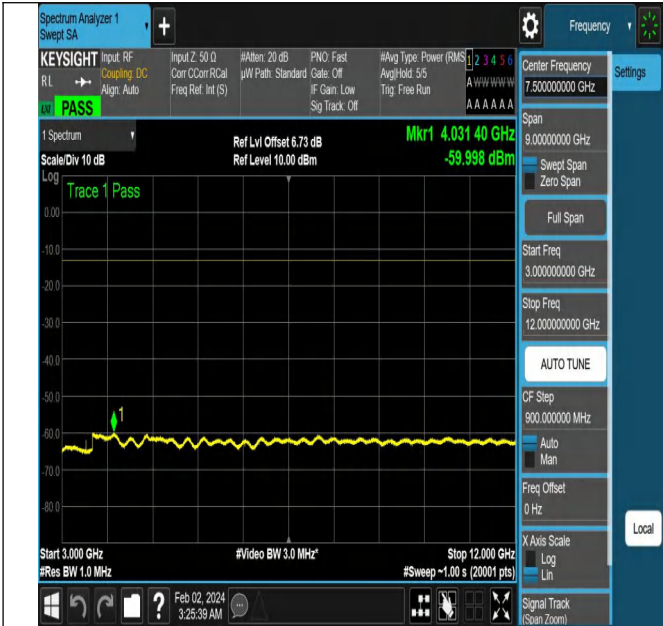 Spectrum Analyzer 1
Swept SA
+
Frequency
KEYSIGHT
RL
LXI
PASS
Input: RF
Coupling: DC
Align: Auto
Input Z: 50 Ω
Corr CCorr RCal
Freq Ref: Int (S)
#Atten: 20 dB
µW Path: Standard
PNO: Fast
Gate: Off
IF Gain: Low
Sig Track: Off
#Avg Type: Power (RMS
Avg|Hold: 5/5
Trig: Free Run
1 2 3 4 5 6
A W W W W W
A A A A A A
1 Spectrum
Scale/Div 10 dB
Log
Ref Lvl Offset 6.73 dB
Ref Level 10.00 dBm
Mkr1 4.031 40 GHz
-59.998 dBm
Trace 1 Pass
0.00
-10.0
-20.0
-30.0
-40.0
-50.0
-60.0
-70.0
-80.0
1
Start 3.000 GHz
#Res BW 1.0 MHz
#Video BW 3.0 MHz*
Stop 12.000 GHz
#Sweep ~1.00 s (20001 pts)
Center Frequency
7.500000000 GHz
Settings
Span
9.00000000 GHz
Swept Span
Zero Span
Full Span
Start Freq
3.000000000 GHz
Stop Freq
12.000000000 GHz
AUTO TUNE
CF Step
900.000000 MHz
Auto
Man
Freq Offset
0 Hz
X Axis Scale
Log
Lin
Local
Signal Track
(Span Zoom)
?
Feb 02, 2024
3:25:39 AM